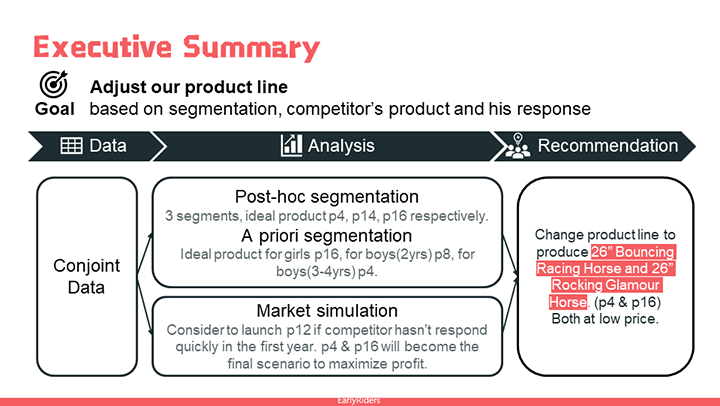 Executive Summary
Adjust our product line
Goal based on segmentation, competitor's product and his response
Data
Analysis
Recommendation
Conjoint
Data
Post-hoc segmentation
3 segments, ideal product p4, p14, p16 respectively.
A priori segmentation
Ideal product for girls p16, for boys(2yrs) p8, for
boys(3-4yrs) p4.
Market simulation
Consider to launch p12 if competitor hasn't respond
quickly in the first year. p4 & p16 will become the
final scenario to maximize profit.
Change product line to
produce 26" Bouncing
Racing Horse and 26"
Rocking Glamour
Horse. (p4 & p16)
Both at low price.
EarlyRiders